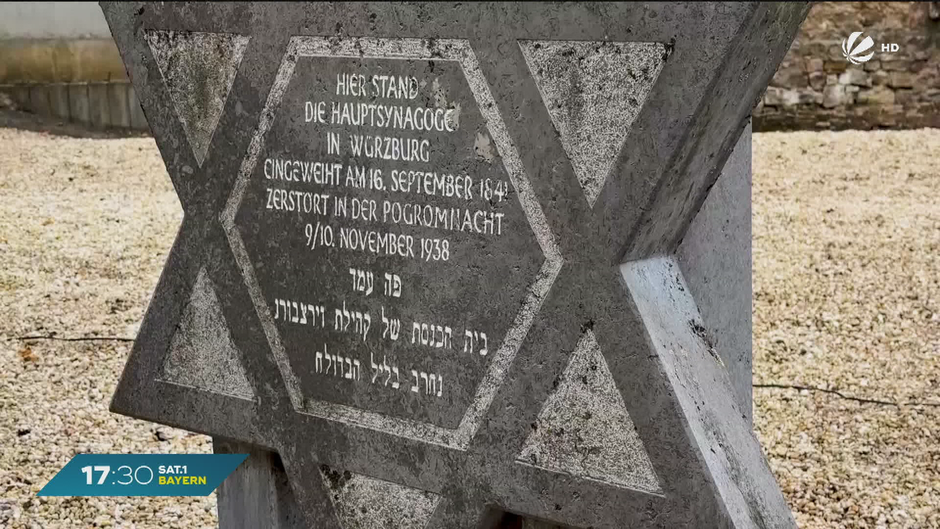 HD
HIER STAND
DIE HAUPTSYNAGOGE
IN WÜRZBURG
EINGEWEIHT AM 16. SEPTEMBER 1841
ZERSTÖRT IN DER POGROMNACHT
9/10. NOVEMBER 1938
פה עמד
בית הכנסת של קהילת וירצבורג
נחרב בליל הבדולח
17:30 SAT.1
BAYERN